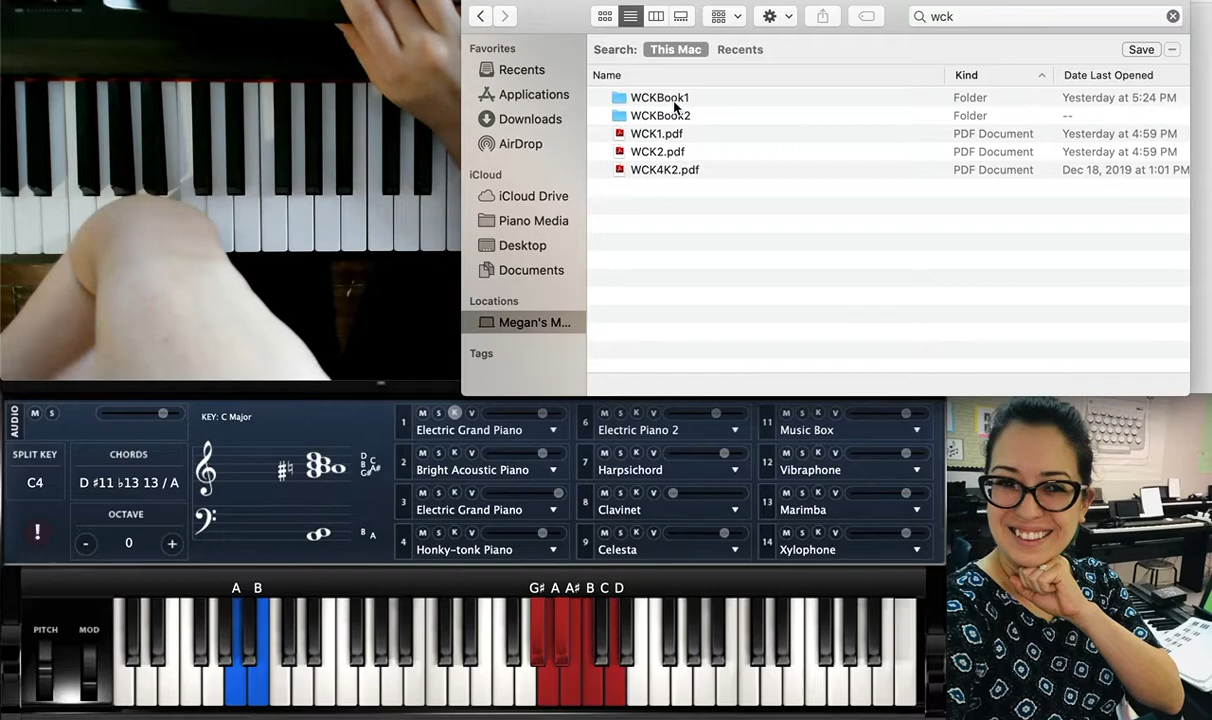 wck
Favorites
Search: This Mac Recents Save
Recents
Name Kind Date Last Opened
Applications
WCKBook1 Folder Yesterday at 5:24 PM
Downloads
WCKBook2 Folder --
AirDrop
WCK1.pdf PDF Document Yesterday at 4:59 PM
WCK2.pdf PDF Document Yesterday at 4:59 PM
iCloud
WCK4K2.pdf PDF Document Dec 18, 2019 at 1:01 PM
iCloud Drive
Piano Media
Desktop
Documents
Locations
Megan's M...
Tags
AUDIO
M S
KEY: C Major
SPLIT KEY
C4
CHORDS
D ♯11 ♭13 13 / A
OCTAVE
- 0 +
!
D C
B A♯
G♯
B A
1 M S K V
Electric Grand Piano
2 M S K V
Bright Acoustic Piano
3 M S K V
Electric Grand Piano
4 M S K V
Honky-tonk Piano
6 M S K V
Electric Piano 2
7 M S K V
Harpsichord
8 M S K V
Clavinet
9 M S K V
Celesta
11 M S K V
Music Box
12 M S K V
Vibraphone
13 M S K V
Marimba
14 M S K V
Xylophone
A B G♯ A A♯ B C D
PITCH MOD